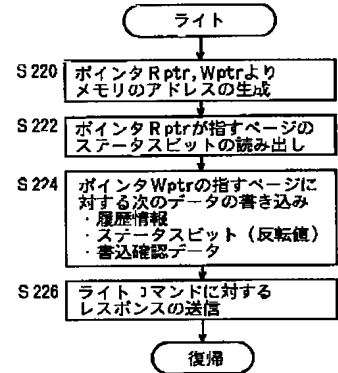 ライト
S220
ポインタRptr,Wptrより
メモリのアドレスの生成
S222
ポインタRptrが指すページの
ステータスビットの読み出し
S224
ポインタWptrの指すページに
対する次のデータの書き込み
・履歴情報
・ステータスビット（反転値）
・書込確認データ
S226
ライトコマンドに対する
レスポンスの送信
復帰